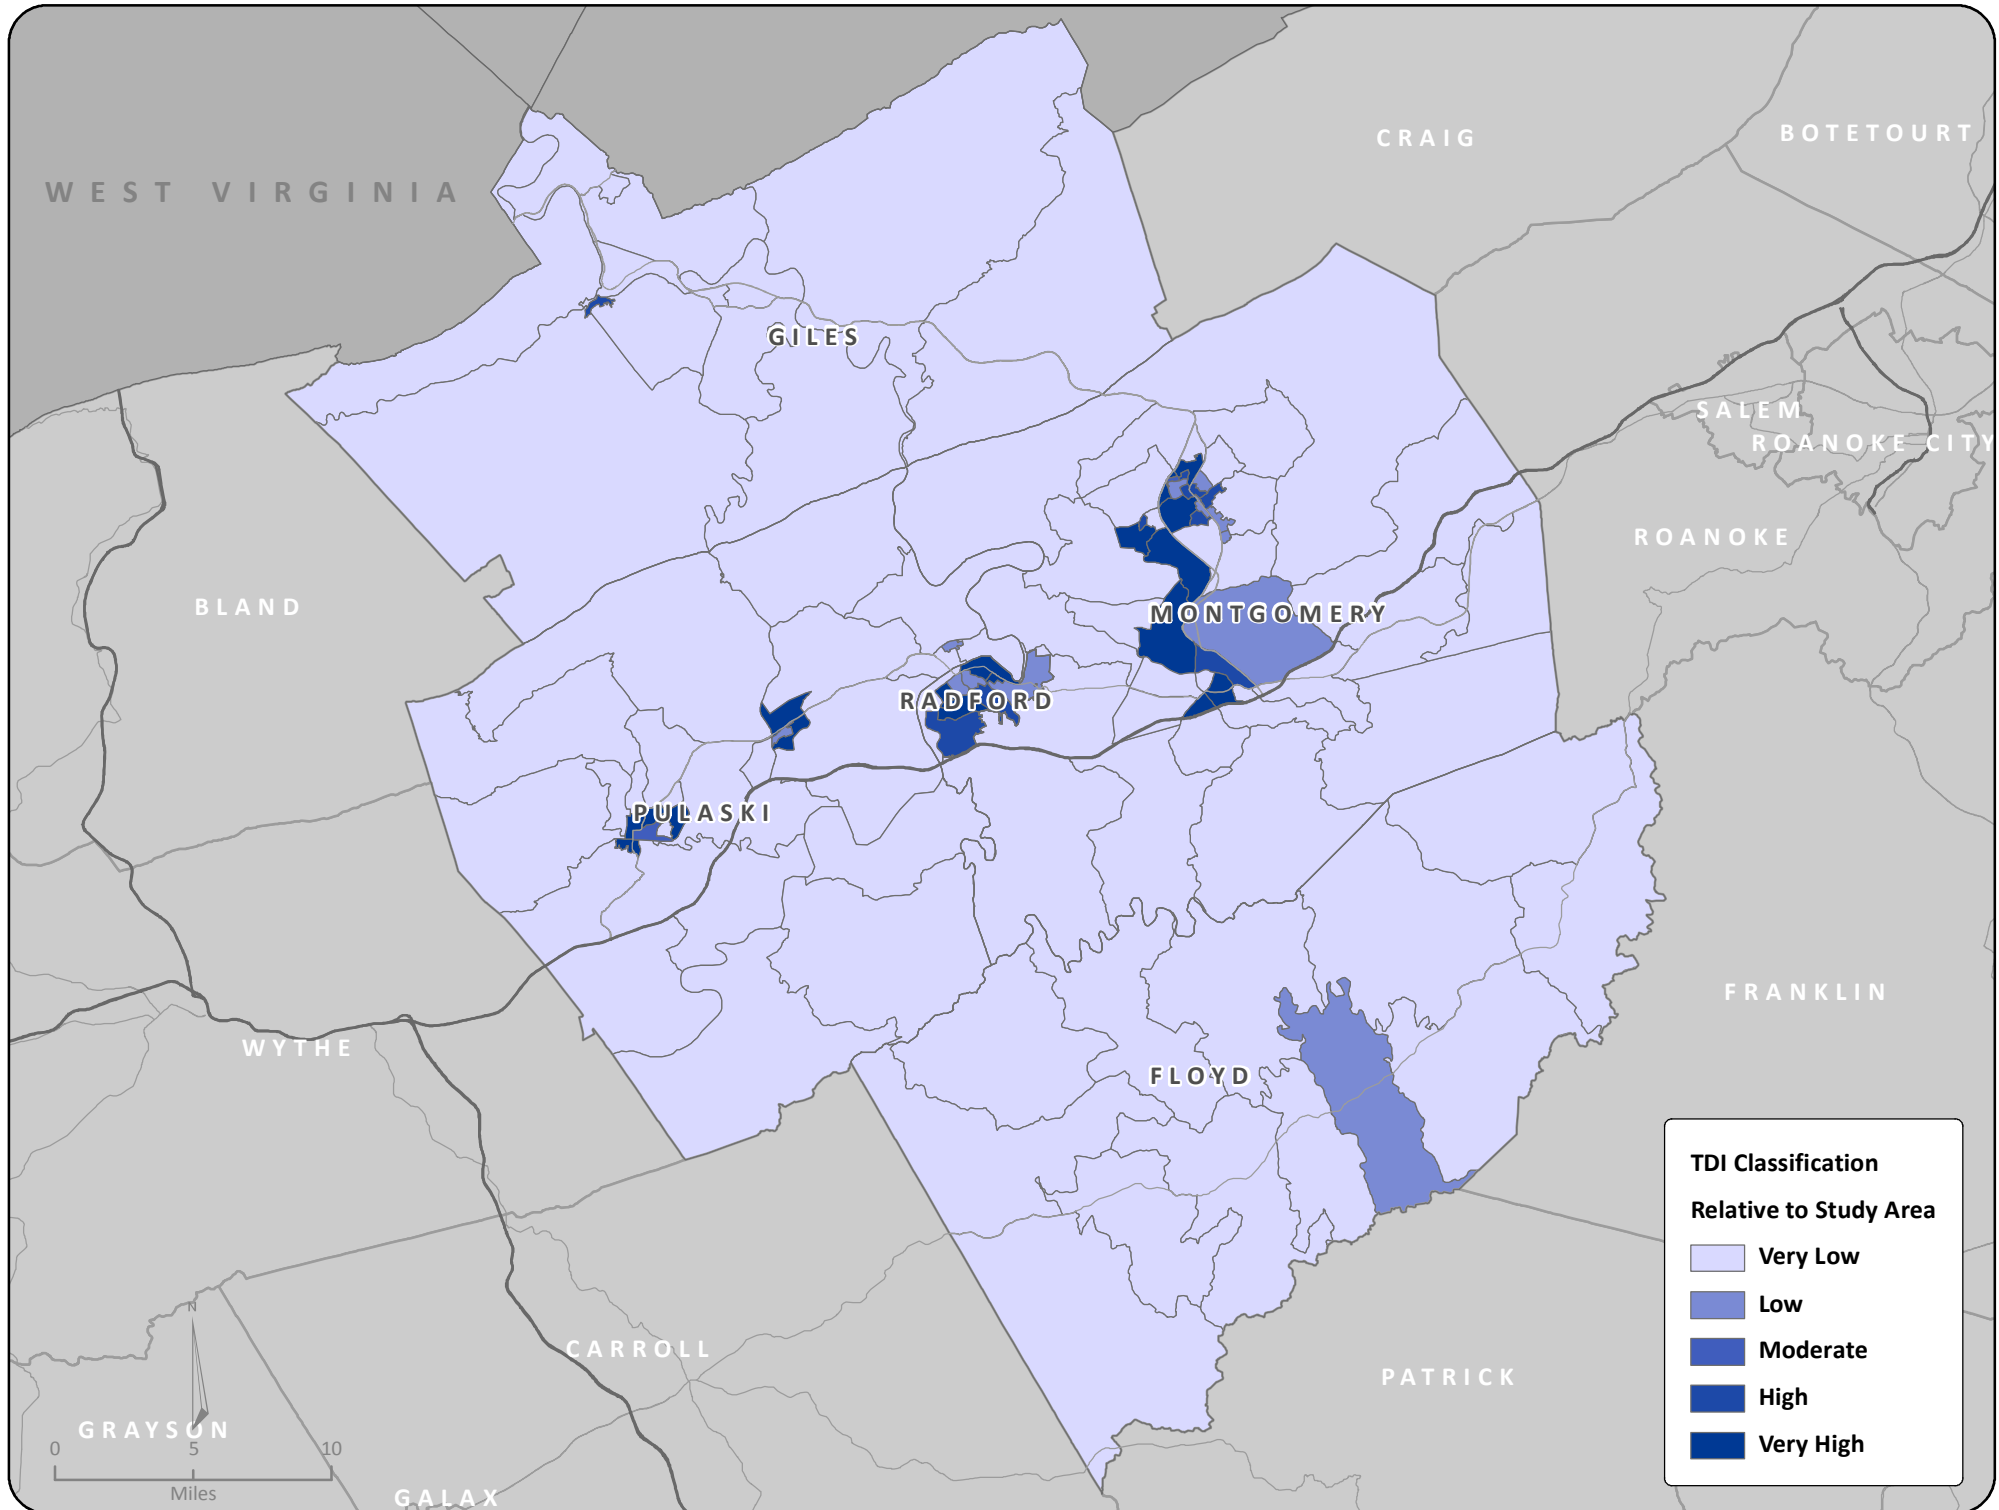 CRAIG
BOTETOURT
WEST VIRGINIA
GILES
SALEM
ROANOKE CITY
ROANOKE
BLAND
MONTGOMERY
RADFORD
PULASKI
FRANKLIN
WYTHE
FLOYD
TDI Classification
Relative to Study Area
Very Low
Low
Moderate
High
Very High
N
CARROLL
PATRICK
GRAYSON
0 5 10
Miles
GALAX